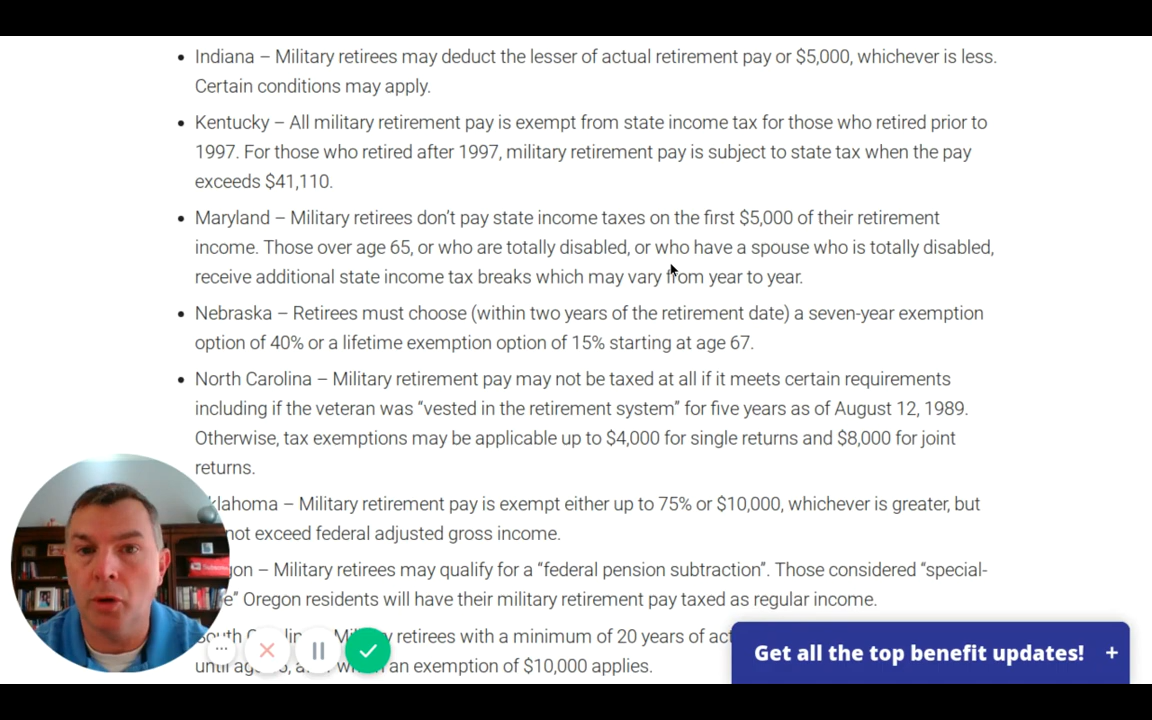 Indiana – Military retirees may deduct the lesser of actual retirement pay or $5,000, whichever is less.
Certain conditions may apply.
Kentucky – All military retirement pay is exempt from state income tax for those who retired prior to
1997. For those who retired after 1997, military retirement pay is subject to state tax when the pay
exceeds $41,110.
Maryland – Military retirees don’t pay state income taxes on the first $5,000 of their retirement
income. Those over age 65, or who are totally disabled, or who have a spouse who is totally disabled,
receive additional state income tax breaks which may vary from year to year.
Nebraska – Retirees must choose (within two years of the retirement date) a seven-year exemption
option of 40% or a lifetime exemption option of 15% starting at age 67.
North Carolina – Military retirement pay may not be taxed at all if it meets certain requirements
including if the veteran was “vested in the retirement system” for five years as of August 12, 1989.
Otherwise, tax exemptions may be applicable up to $4,000 for single returns and $8,000 for joint
returns.
klahoma – Military retirement pay is exempt either up to 75% or $10,000, whichever is greater, but
not exceed federal adjusted gross income.
– Military retirees may qualify for a “federal pension subtraction”. Those considered “special-
Oregon residents will have their military retirement pay taxed as regular income.
South retirees with a minimum of 20 years of
until an exemption of $10,000 applies.
Get all the top benefit updates! +